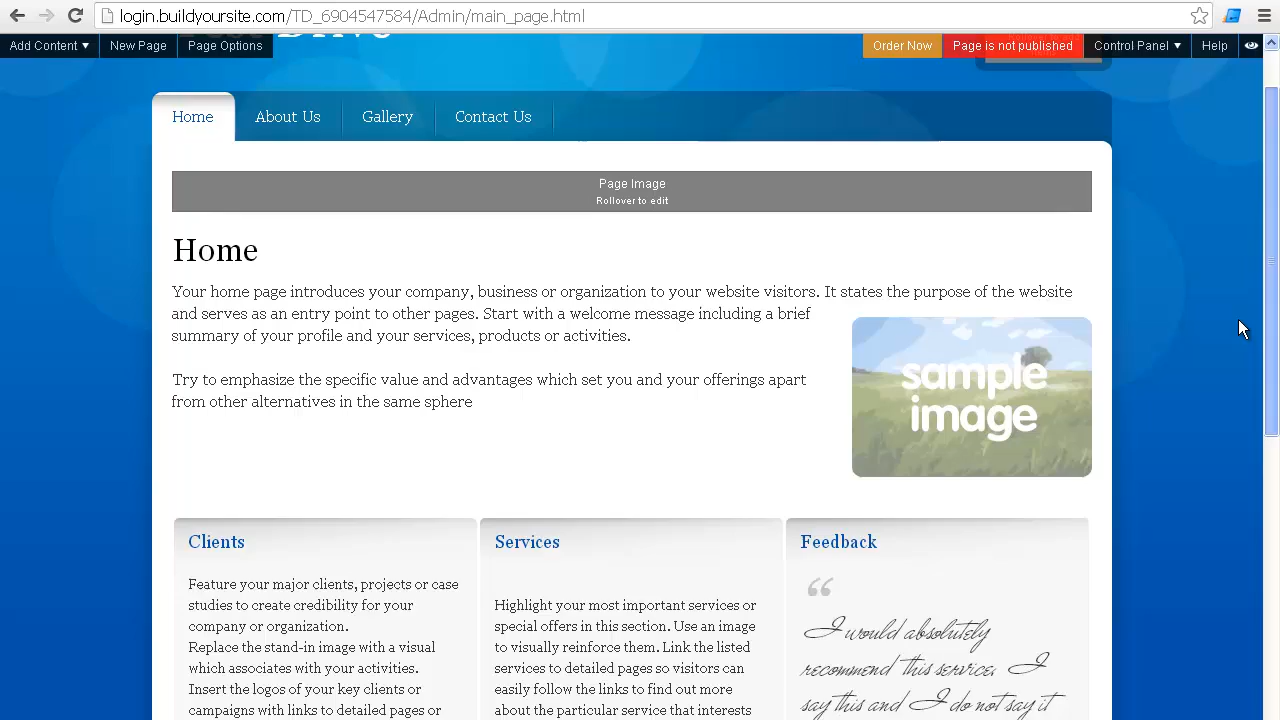 login.buildyoursite.com/TD_6904547584/Admin/main_page.html
Add Content New Page Page Options Order Now Page is not published Control Panel Help
Home About Us Gallery Contact Us
Page Image
Rollover to edit
Home
Your home page introduces your company, business or organization to your website visitors. It states the purpose of the website
and serves as an entry point to other pages. Start with a welcome message including a brief
summary of your profile and your services, products or activities.
Try to emphasize the specific value and advantages which set you and your offerings apart
from other alternatives in the same sphere
sample
image
Clients
Feature your major clients, projects or case
studies to create credibility for your
company or organization.
Replace the stand-in image with a visual
which associates with your activities.
Insert the logos of your key clients or
campaigns with links to detailed pages or
Services
Highlight your most important services or
special offers in this section. Use an image
to visually reinforce them. Link the listed
services to detailed pages so visitors can
easily follow the links to find out more
about the particular service that interests
Feedback
“
I would absolutely
recommend this service. I
say this and I do not say it